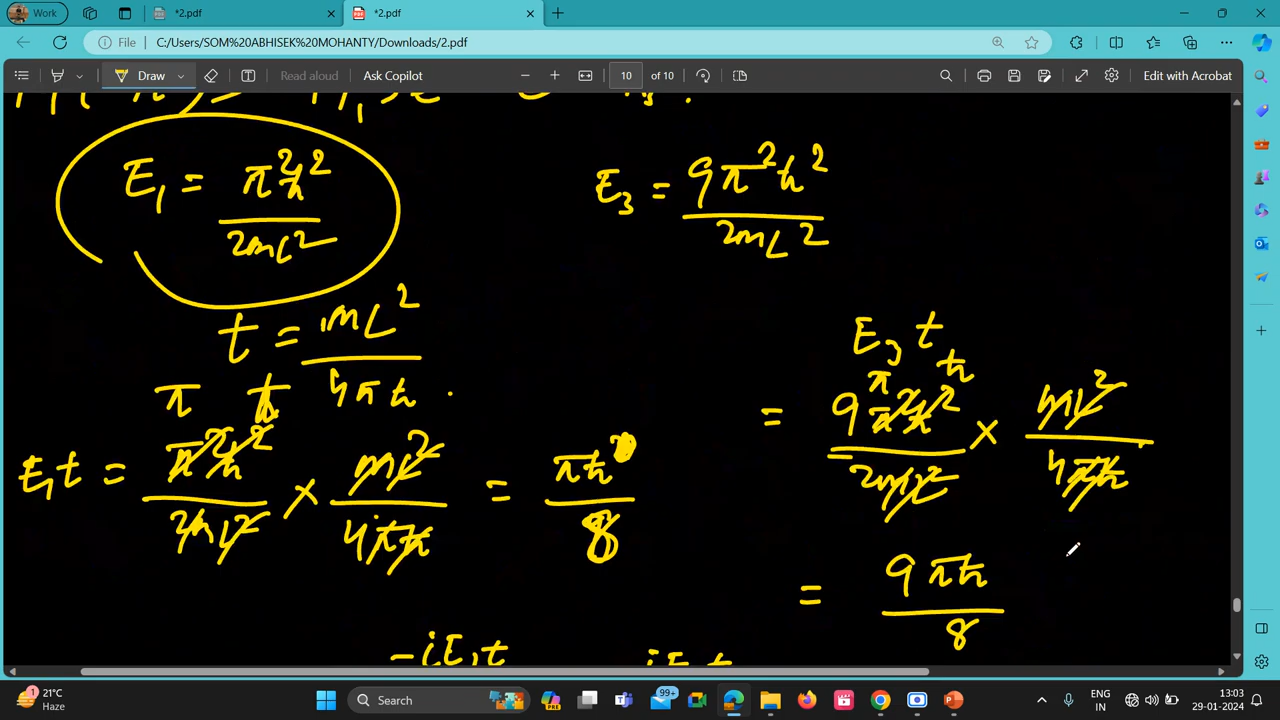 Work
*2.pdf
*2.pdf
File
C:/Users/SOM%20ABHISEK%20MOHANTY/Downloads/2.pdf
Draw
Read aloud
Ask Copilot
10 of 10
Edit with Acrobat
E₁ = π²ħ² / 2mL²
E₃ = 9π²ħ² / 2mL²
t = mL² / 4πħ .
E₃ t
π ħ
E₁t = π²ħ² / 2mL² × mL² / 4πħ = πħ / 8
π ħ
= 9π²ħ² / 2mL² × mL² / 4πħ
= 9πħ / 8
21°C
Haze
Search
99+
ENG
IN
13:03
29-01-2024